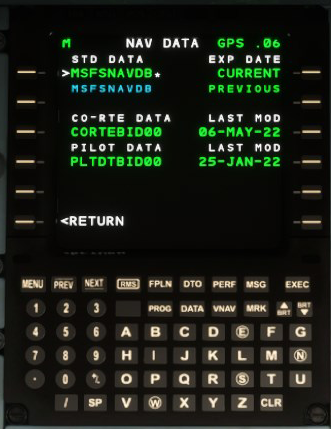 M NAV DATA GPS .06
STD DATA EXP DATE
>MSFSNAVDB* CURRENT
MSFSNAVDB PREVIOUS
CO-RTE DATA LAST MOD
CORTEBID00 06-MAY-22
PILOT DATA LAST MOD
PLTDTBID00 25-JAN-22
<RETURN
MENU PREV NEXT RMS FPLN DTO PERF MSG EXEC
1 2 3 PROG DATA VNAV MRK BRT BRT
4 5 6 A B C D E F G
7 8 9 H I J K L M N
. 0 O P Q R S T U
/ SP V W X Y Z CLR